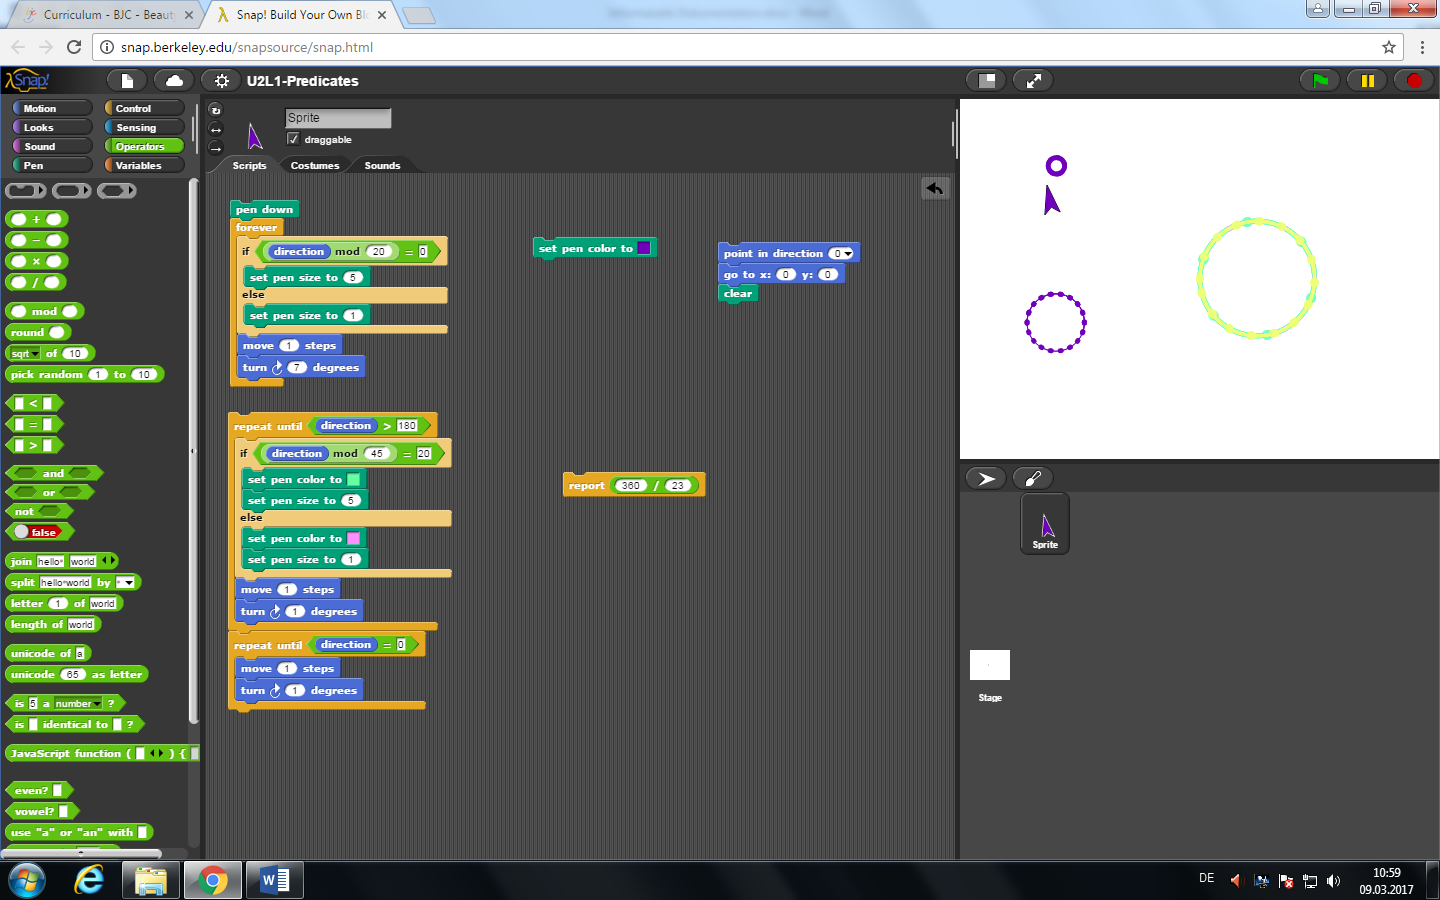 Curriculum - BJC - Beaut
Snap! Build Your Own Bl
snap.berkeley.edu/snapsource/snap.html
Snap!
U2L1-Predicates
Motion
Control
Looks
Sensing
Sound
Operators
Pen
Variables
Sprite
draggable
Scripts
Costumes
Sounds
+
−
×
/
mod
round
sqrt of 10
pick random 1 to 10
<
=
>
and
or
not
false
join hello world
split hello world by
letter 1 of world
length of world
unicode of a
unicode 65 as letter
is 5 a number ?
is identical to ?
JavaScript function ( ) {
even?
vowel?
use "a" or "an" with
pen down
forever
if direction mod 20 = 0
set pen size to 5
else
set pen size to 1
move 1 steps
turn 7 degrees
repeat until direction > 180
if direction mod 45 = 20
set pen color to
set pen size to 5
else
set pen color to
set pen size to 1
move 1 steps
turn 1 degrees
repeat until direction = 0
move 1 steps
turn 1 degrees
set pen color to
point in direction 0
go to x: 0 y: 0
clear
report 360 / 23
Sprite
Stage
DE
10:59
09.03.2017